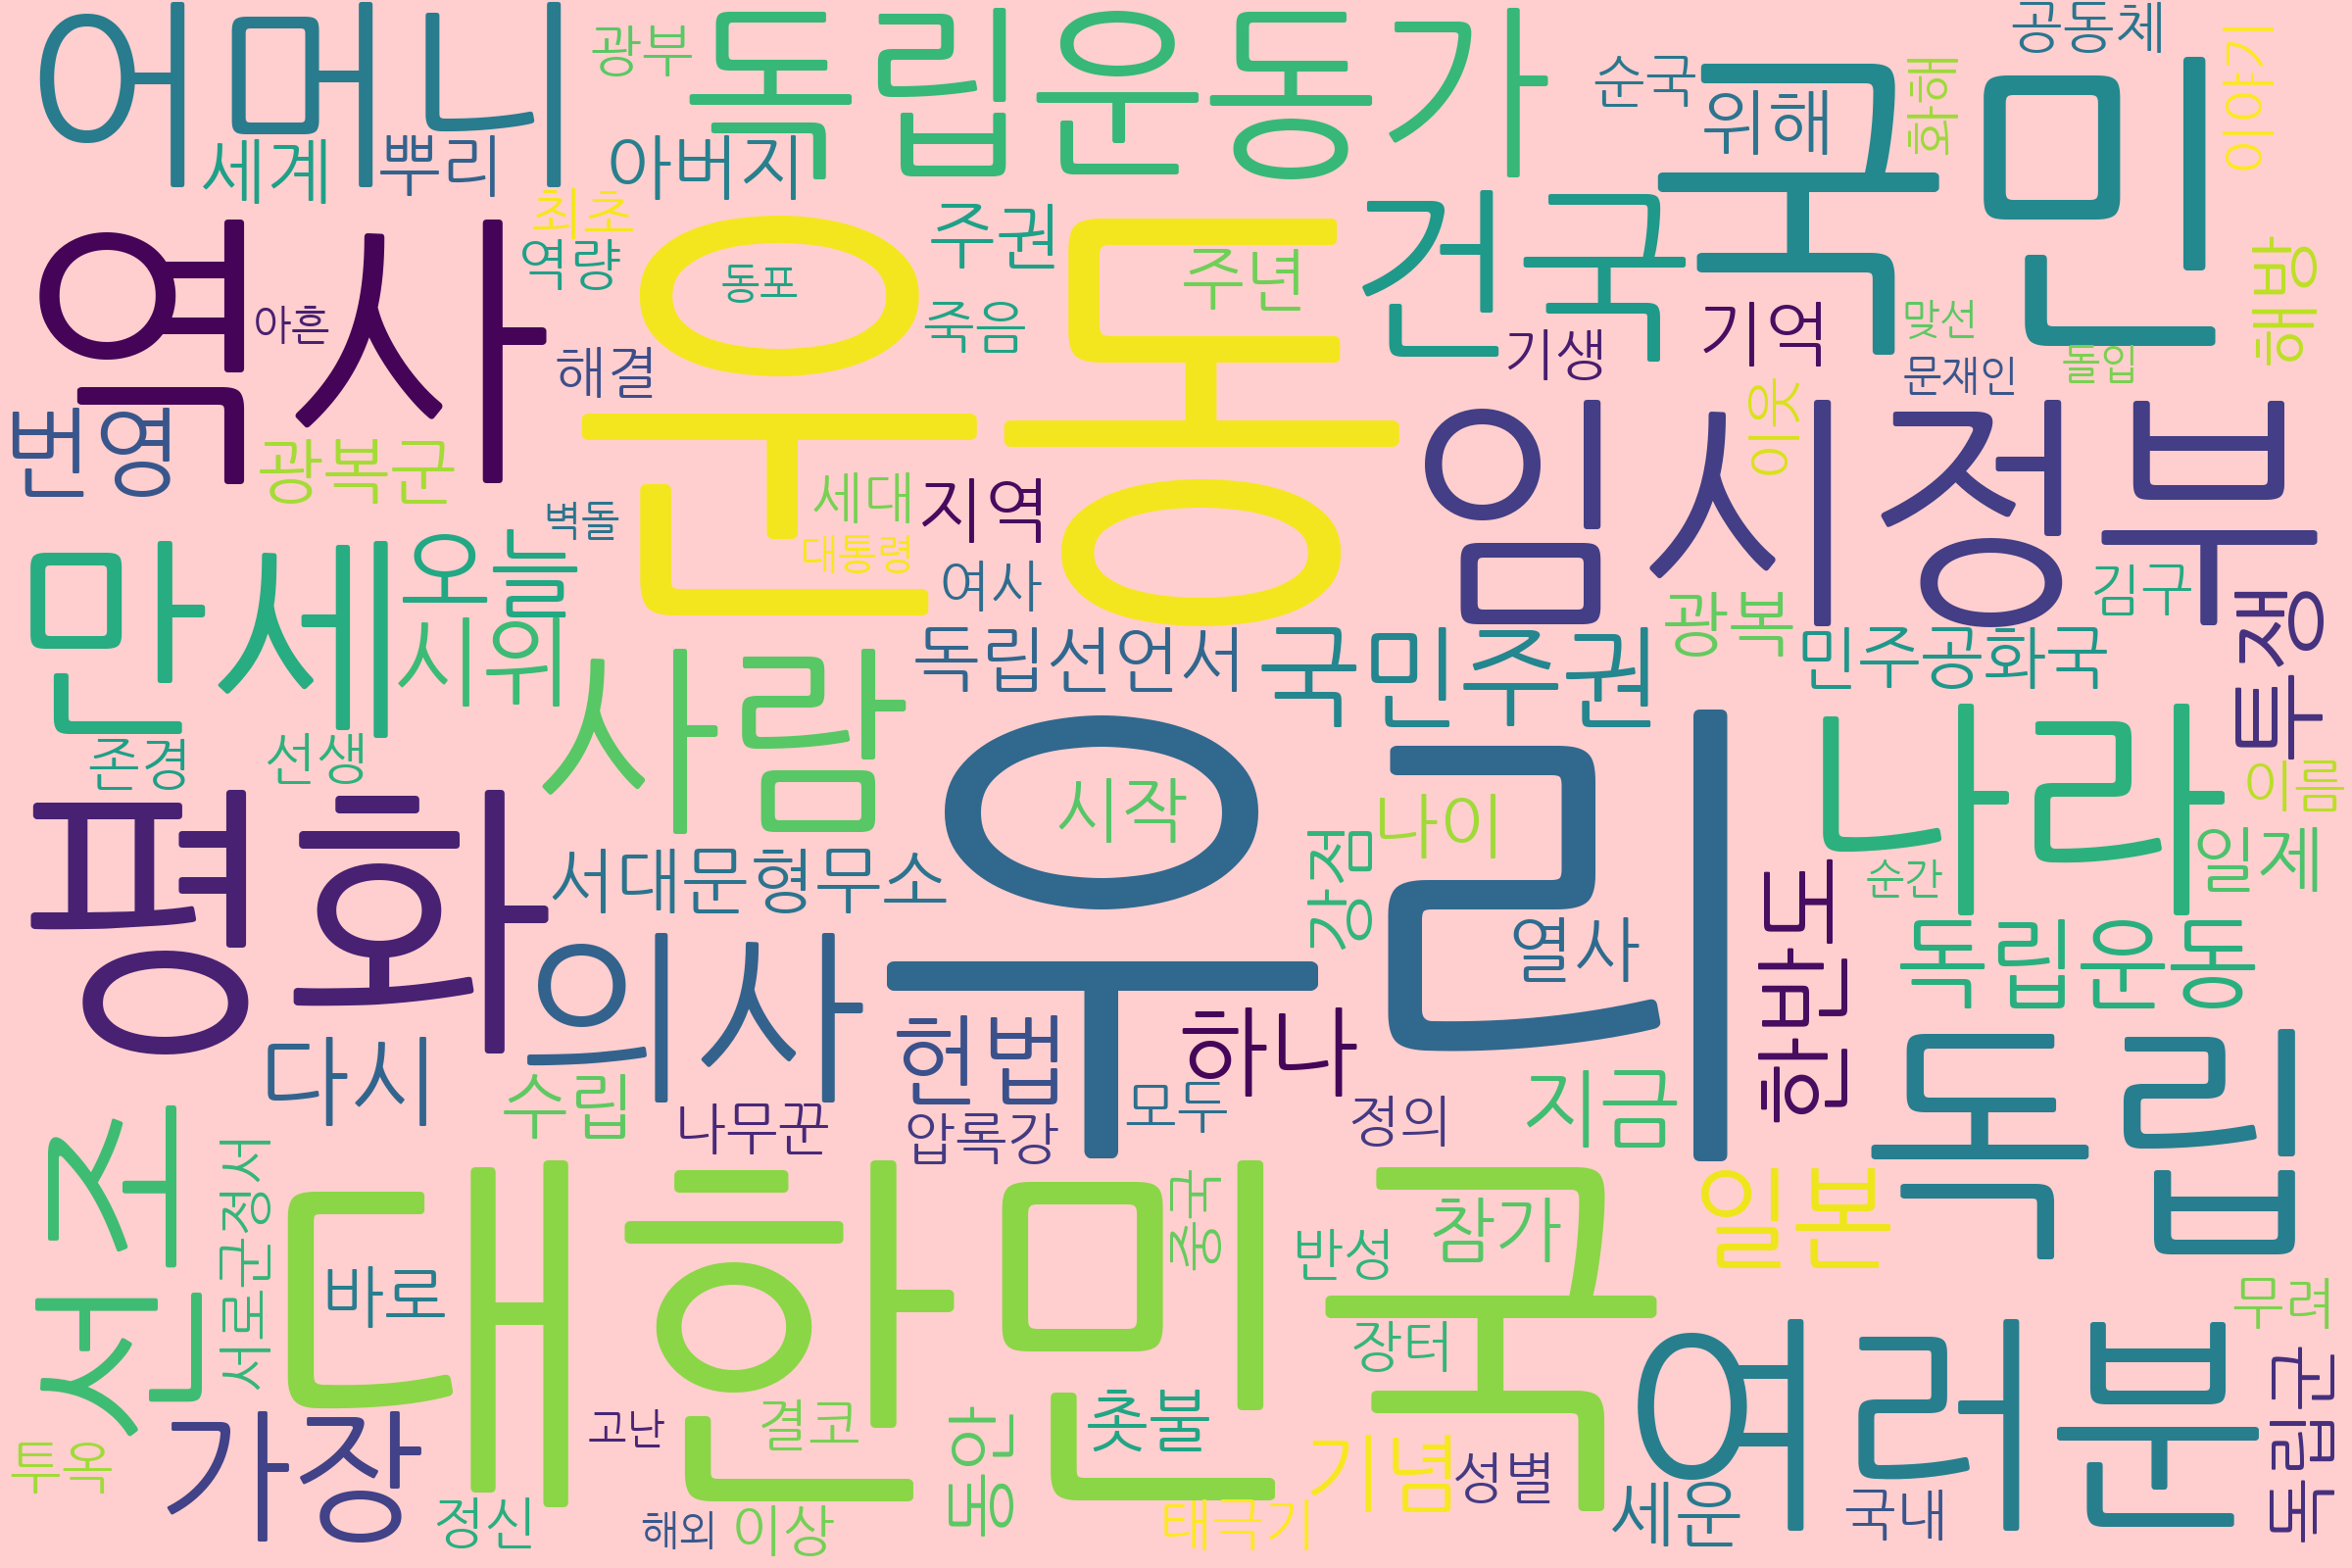 어머니
광부
독립운동가
순국
위해
국민
화해
공동체
이야기
세계
뿌리
아버지
최초
역량
주권
주년
건국
역사
아흔
운동
동포
죽음
기생
기억
맞선
문재인
돌입
해방
해결
번영
광복군
벽돌
세대
대통령
지역
여사
임시정부
이웃
만세
오늘
시위
사람
독립선언서
국민주권
광복
민주공화국
김구
투쟁
존경
선생
평화
우리
시작
나이
강점
나라
이름
일제
순간
서대문형무소
의사
열사
한반도
독립운동
다시
수립
나무꾼
헌법
압록강
하나
모두
정의
지금
독립
선조
서로군정서
바로
대한민국
중국
반성
참가
장터
일본
여러분
무려
독립군
투옥
가장
정신
고난
해외
결코
이상
북한
촛불
태극기
기념
성별
세운
국내